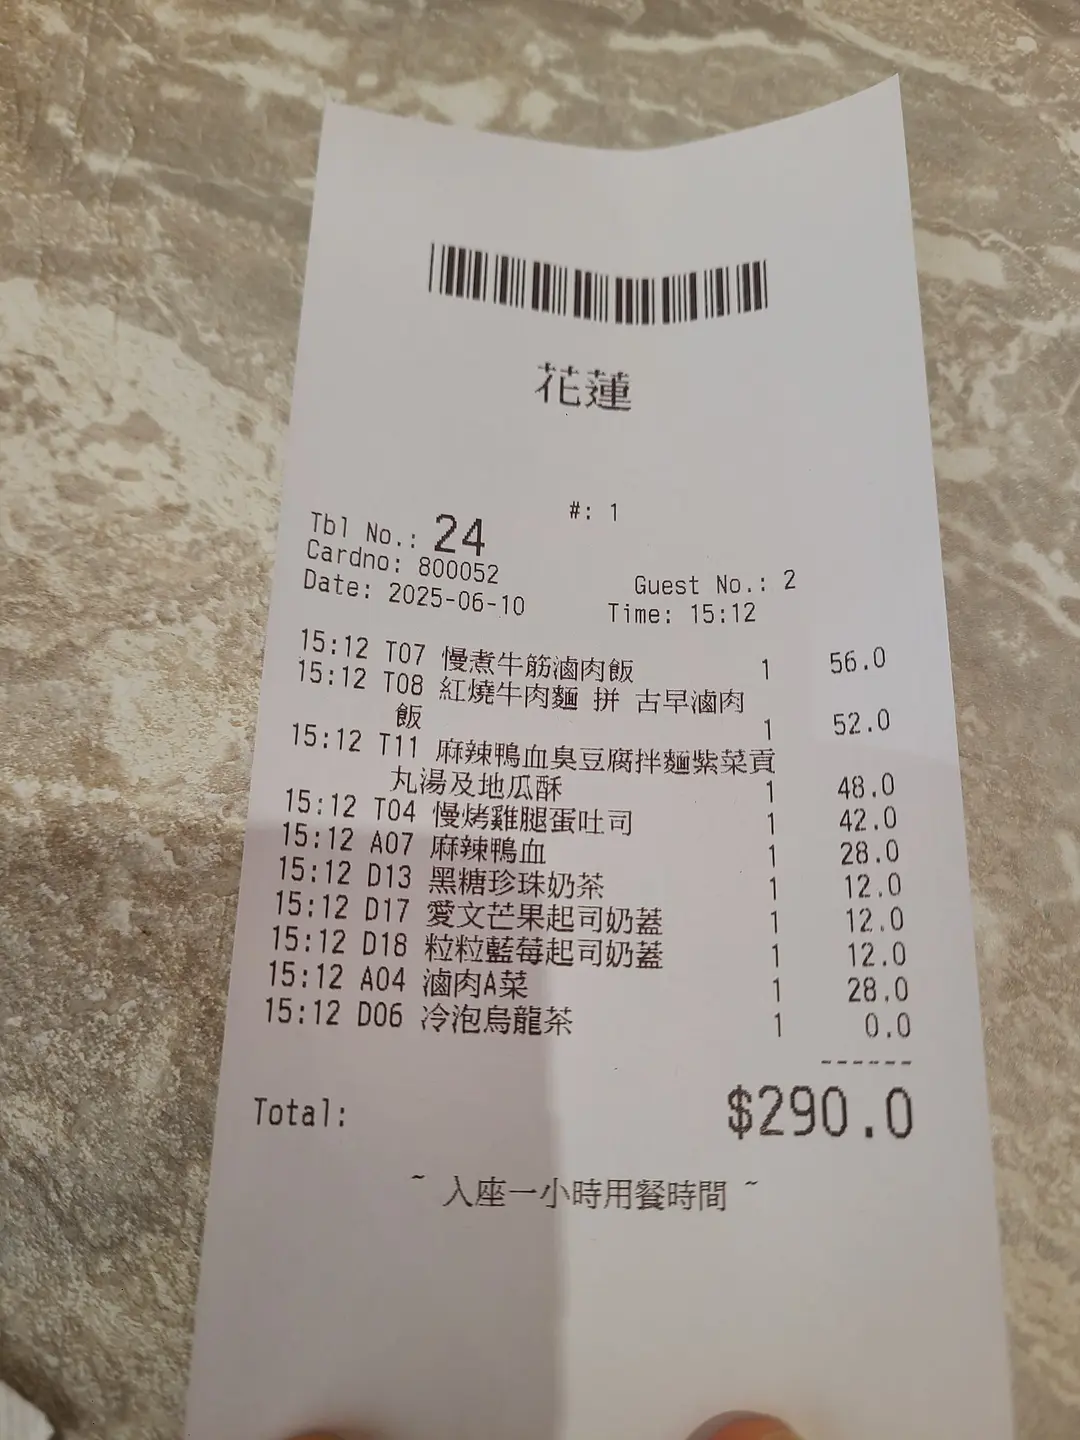 花蓮
#: 1
Tbl No.: 24
Cardno: 800052
Guest No.: 2
Date: 2025-06-10
Time: 15:12
15:12 T07 慢煮牛筋滷肉飯 1 56.0
15:12 T08 紅燒牛肉麵 拼 古早滷肉
飯 1 52.0
15:12 T11 麻辣鴨血臭豆腐拌麵紫菜貢
丸湯及地瓜酥 1 48.0
15:12 T04 慢烤雞腿蛋吐司 1 42.0
15:12 A07 麻辣鴨血 1 28.0
15:12 D13 黑糖珍珠奶茶 1 12.0
15:12 D17 愛文芒果起司奶蓋 1 12.0
15:12 D18 粒粒藍莓起司奶蓋 1 12.0
15:12 A04 滷肉A菜 1 28.0
15:12 D06 冷泡烏龍茶 1 0.0
------
Total: $290.0
~ 入座一小時用餐時間 ~